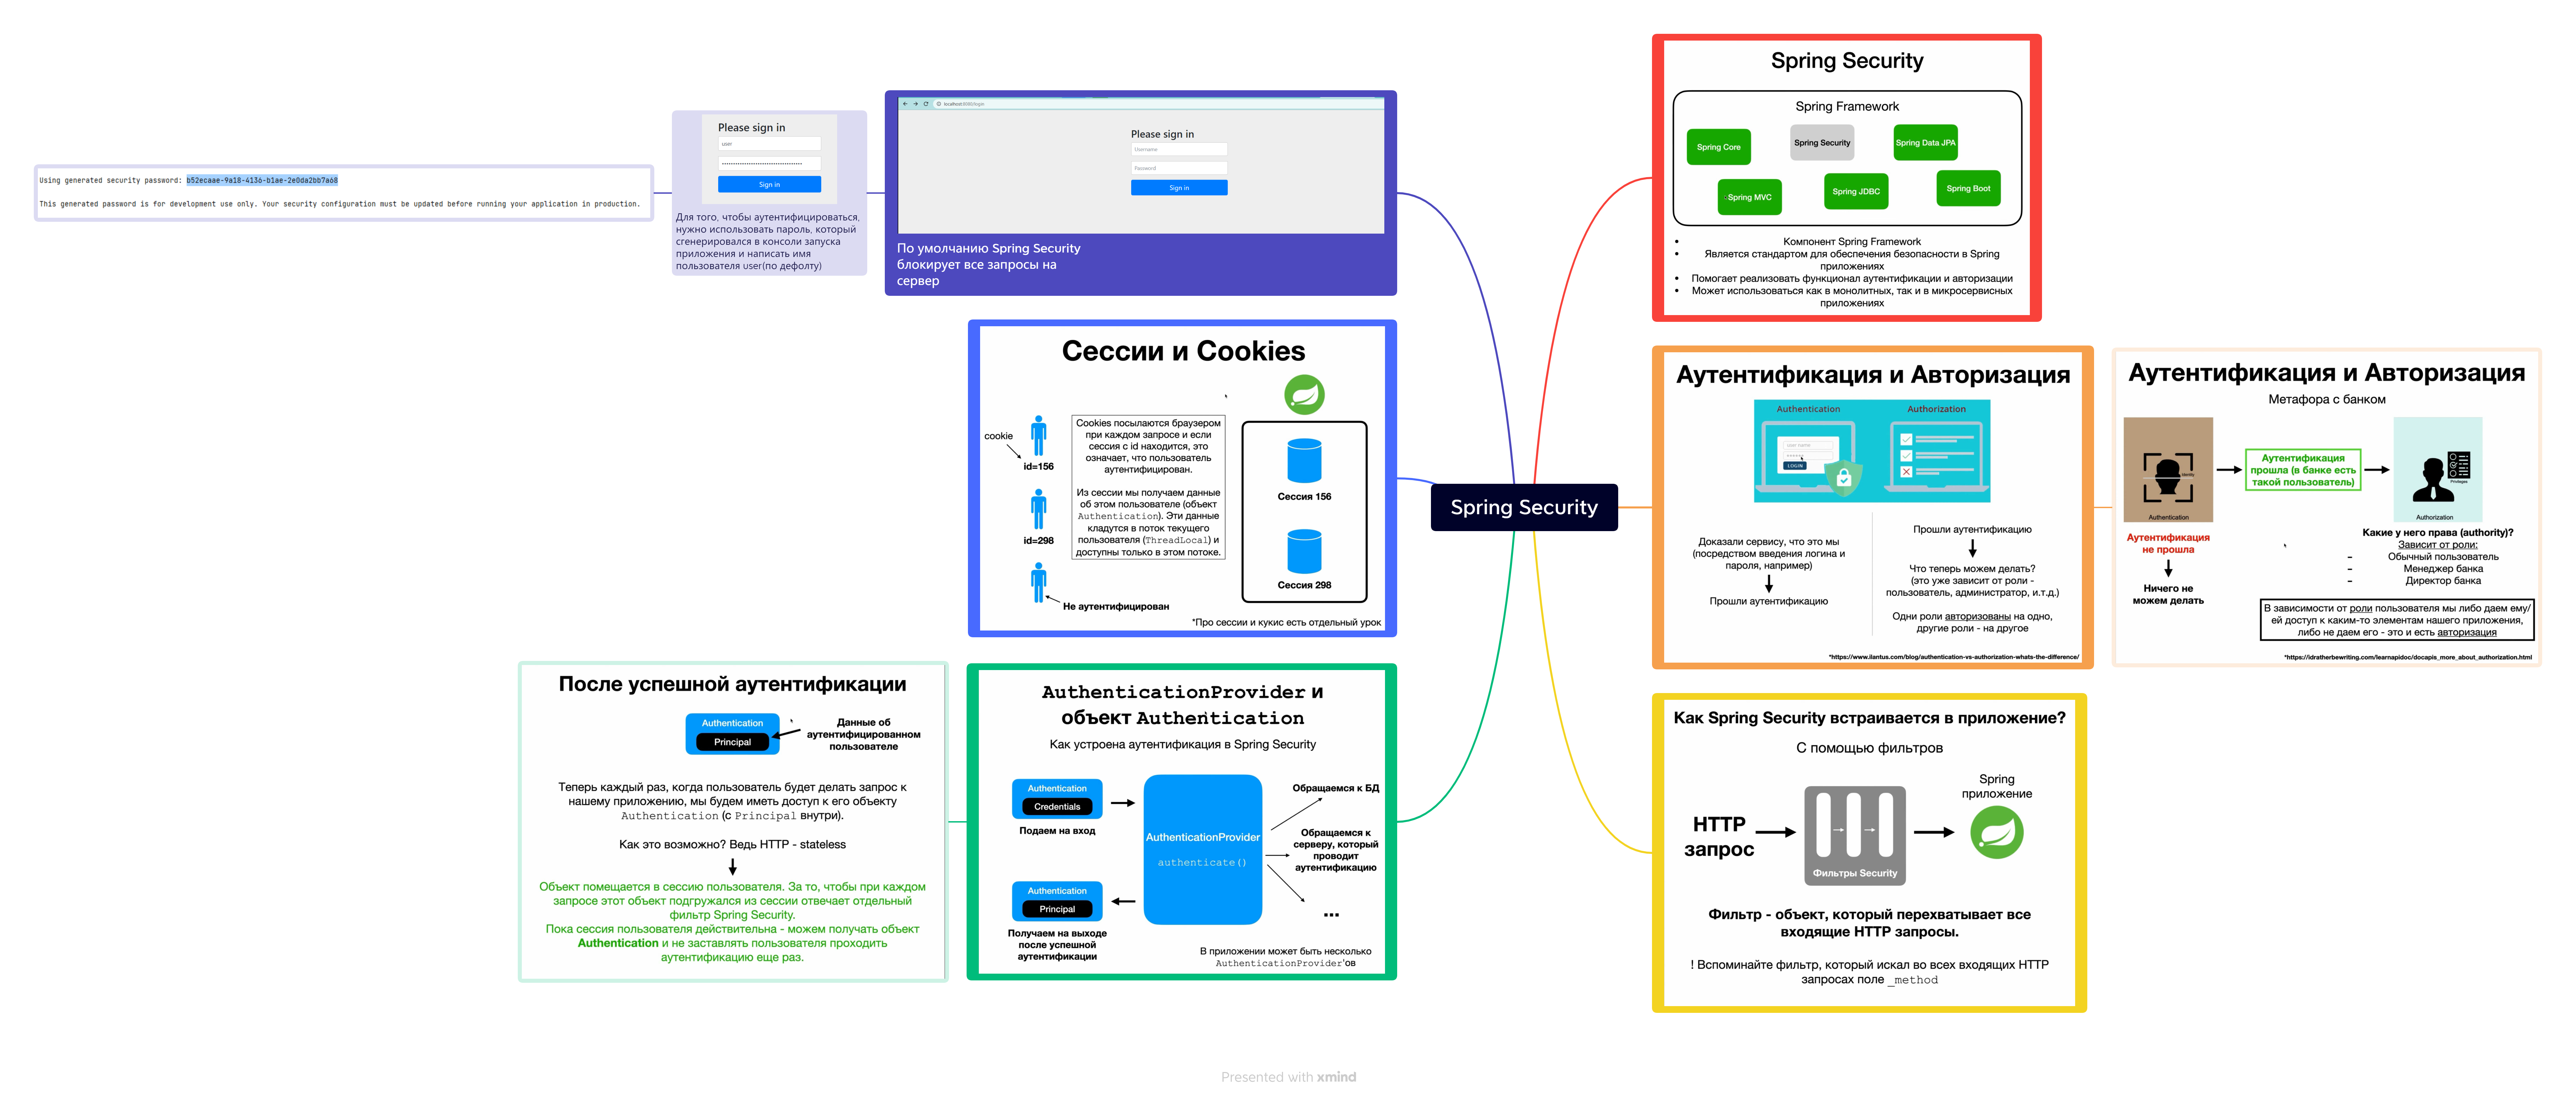 Spring Security
Spring Security
Spring Framework
Spring Core
Spring Security
Spring Data JPA
Spring MVC
Spring JDBC
Spring Boot
• Компонент Spring Framework
• Является стандартом для обеспечения безопасности в Spring
приложениях
• Помогает реализовать функционал аутентификации и авторизации
• Может использоваться как в монолитных, так и в микросервисных
приложениях
Аутентификация и Авторизация
Authentication
Authorization
user name
LOGIN
Доказали сервису, что это мы
(посредством введения логина и
пароля, например)
Прошли аутентификацию
Прошли аутентификацию
Что теперь можем делать?
(это уже зависит от роли -
пользователь, администратор, и.т.д.)
Одни роли авторизованы на одно,
другие роли - на другое
*https://www.ilantus.com/blog/authentication-vs-authorization-whats-the-difference/
Аутентификация и Авторизация
Метафора с банком
Identity
Authentication
Аутентификация
прошла (в банке есть
такой пользователь)
Privileges
Authorization
Аутентификация
не прошла
Ничего не
можем делать
Какие у него права (authority)?
Зависит от роли:
- Обычный пользователь
- Менеджер банка
- Директор банка
В зависимости от роли пользователя мы либо даем ему/
ей доступ к каким-то элементам нашего приложения,
либо не даем его - это и есть авторизация
*https://idratherbewriting.com/learnapidoc/docapis_more_about_authorization.html
Как Spring Security встраивается в приложение?
С помощью фильтров
HTTP
запрос
Фильтры Security
Spring
приложение
Фильтр - объект, который перехватывает все
входящие HTTP запросы.
! Вспоминайте фильтр, который искал во всех входящих HTTP
запросах поле _method
localhost:8080/login
Please sign in
Username
Password
Sign in
По умолчанию Spring Security
блокирует все запросы на
сервер
Please sign in
user
Sign in
Для того, чтобы аутентифицироваться,
нужно использовать пароль, который
сгенерировался в консоли запуска
приложения и написать имя
пользователя user(по дефолту)
Using generated security password: b52ecaae-9a18-4136-b1ae-2e0da2bb7a68
This generated password is for development use only. Your security configuration must be updated before running your application in production.
Сессии и Cookies
cookie
id=156
id=298
Не аутентифицирован
Cookies посылаются браузером
при каждом запросе и если
сессия с id находится, это
означает, что пользователь
аутентифицирован.
Из сессии мы получаем данные
об этом пользователе (объект
Authentication). Эти данные
кладутся в поток текущего
пользователя (ThreadLocal) и
доступны только в этом потоке.
Сессия 156
Сессия 298
*Про сессии и кукис есть отдельный урок
AuthenticationProvider и
объект Authentication
Как устроена аутентификация в Spring Security
Authentication
Credentials
Подаем на вход
AuthenticationProvider
authenticate()
Обращаемся к БД
Обращаемся к
серверу, который
проводит
аутентификацию
...
Authentication
Principal
Получаем на выходе
после успешной
аутентификации
В приложении может быть несколько
AuthenticationProvider'ов
После успешной аутентификации
Authentication
Principal
Данные об
аутентифицированном
пользователе
Теперь каждый раз, когда пользователь будет делать запрос к
нашему приложению, мы будем иметь доступ к его объекту
Authentication (с Principal внутри).
Как это возможно? Ведь HTTP - stateless
Объект помещается в сессию пользователя. За то, чтобы при каждом
запросе этот объект подгружался из сессии отвечает отдельный
фильтр Spring Security.
Пока сессия пользователя действительна - можем получать объект
Authentication и не заставлять пользователя проходить
аутентификацию еще раз.
Presented with xmind